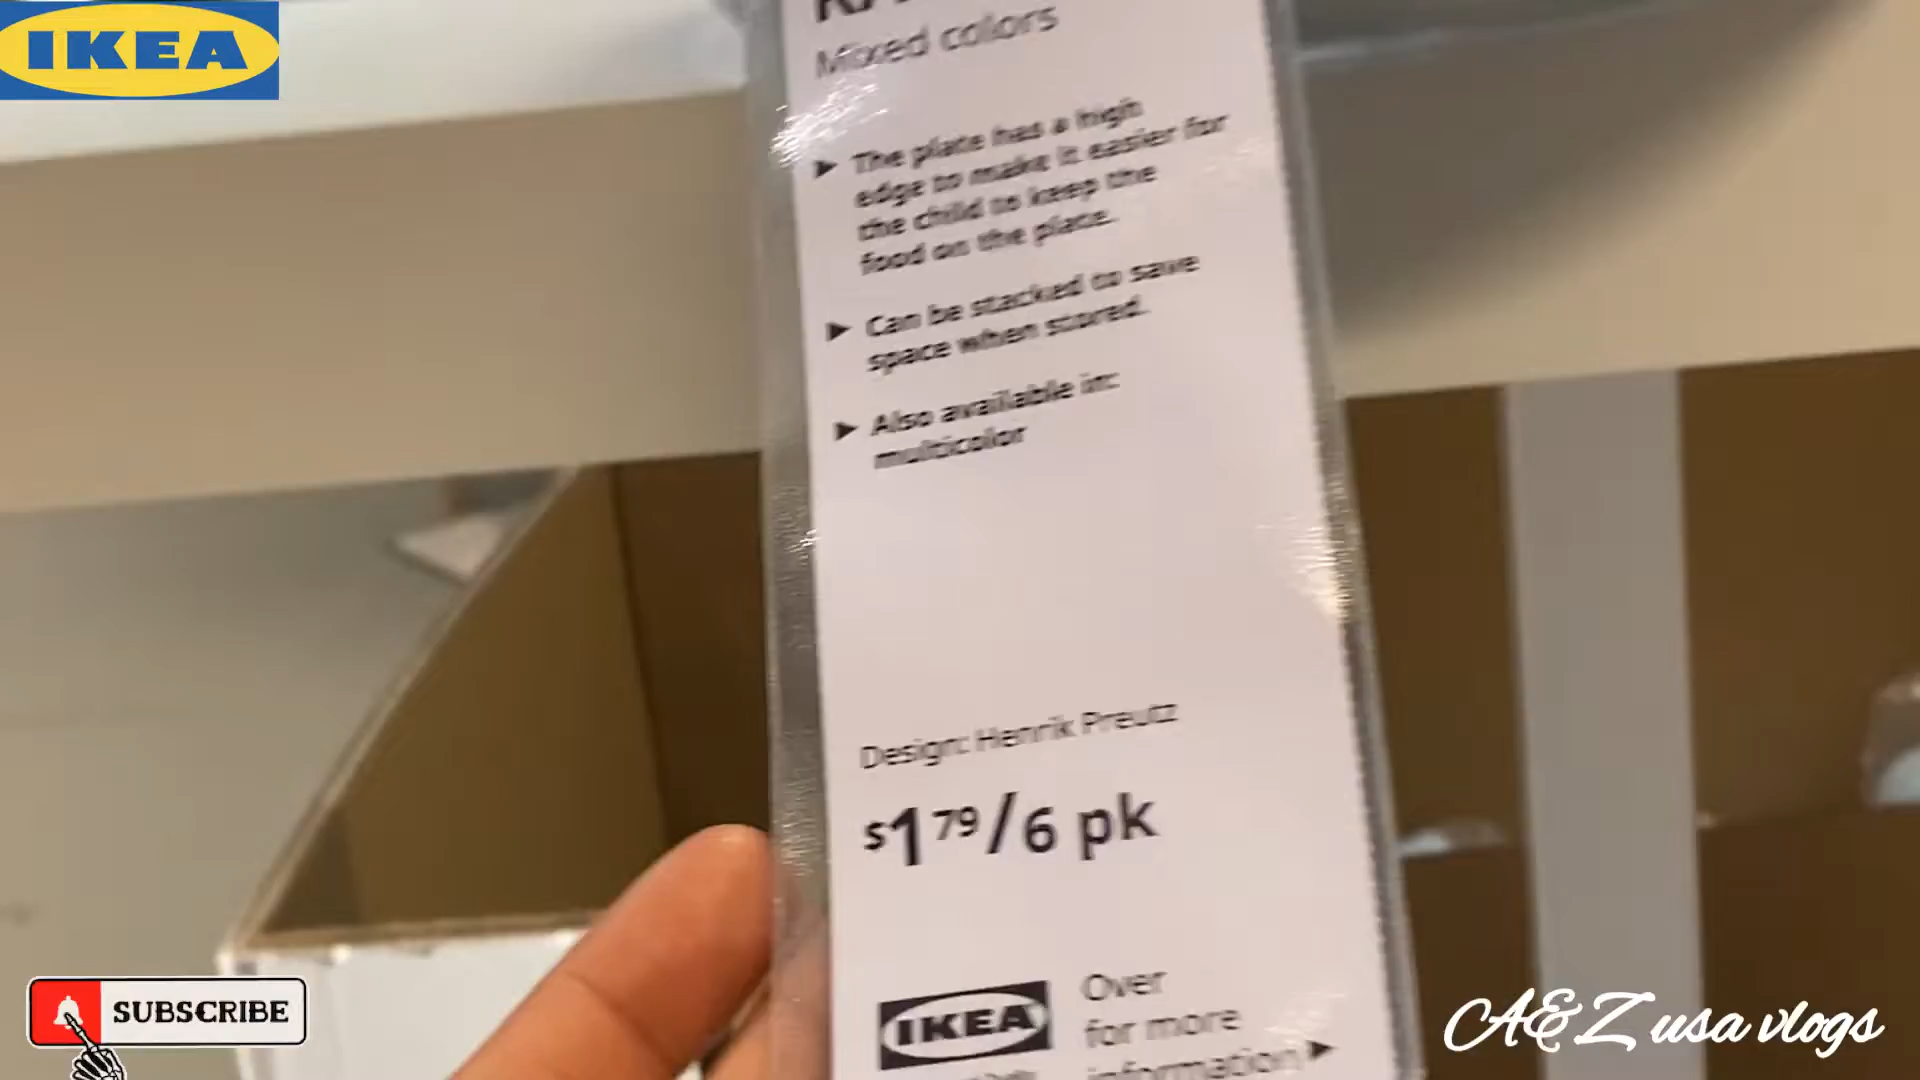 IKEA
Mixed colors
▶ The plate has a high
edge to make it easier for
the child to keep the
food on the plate.
▶ Can be stacked to save
space when stored.
▶ Also available in:
multicolor
Design: Henrik Preutz
$1 79/6 pk
IKEA
Over
for more
information ▶
SUBSCRIBE
A&Z usa vlogs